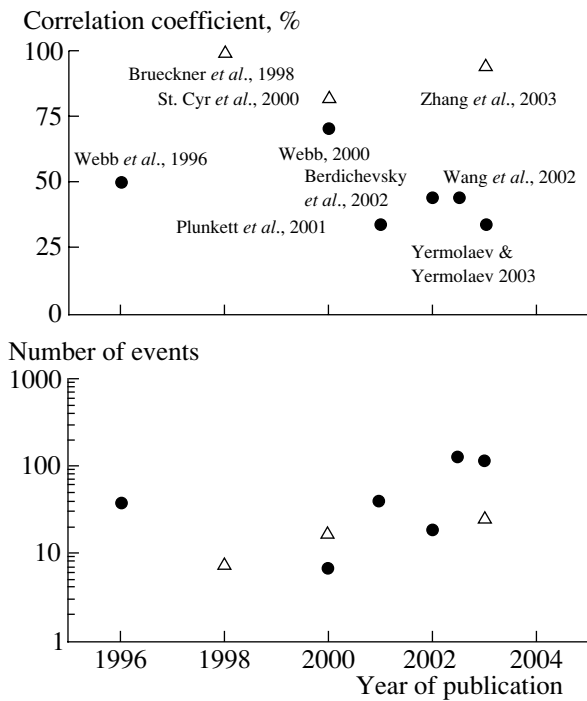 Correlation coefficient, %
100
Brueckner et al., 1998
St. Cyr et al., 2000
Zhang et al., 2003
75
Webb et al., 1996
Webb, 2000
Berdichevsky
et al., 2002
Wang et al., 2002
50
Plunkett et al., 2001
Yermolaev &
Yermolaev 2003
25
0
Number of events
1000
100
10
1
1996 1998 2000 2002 2004
Year of publication